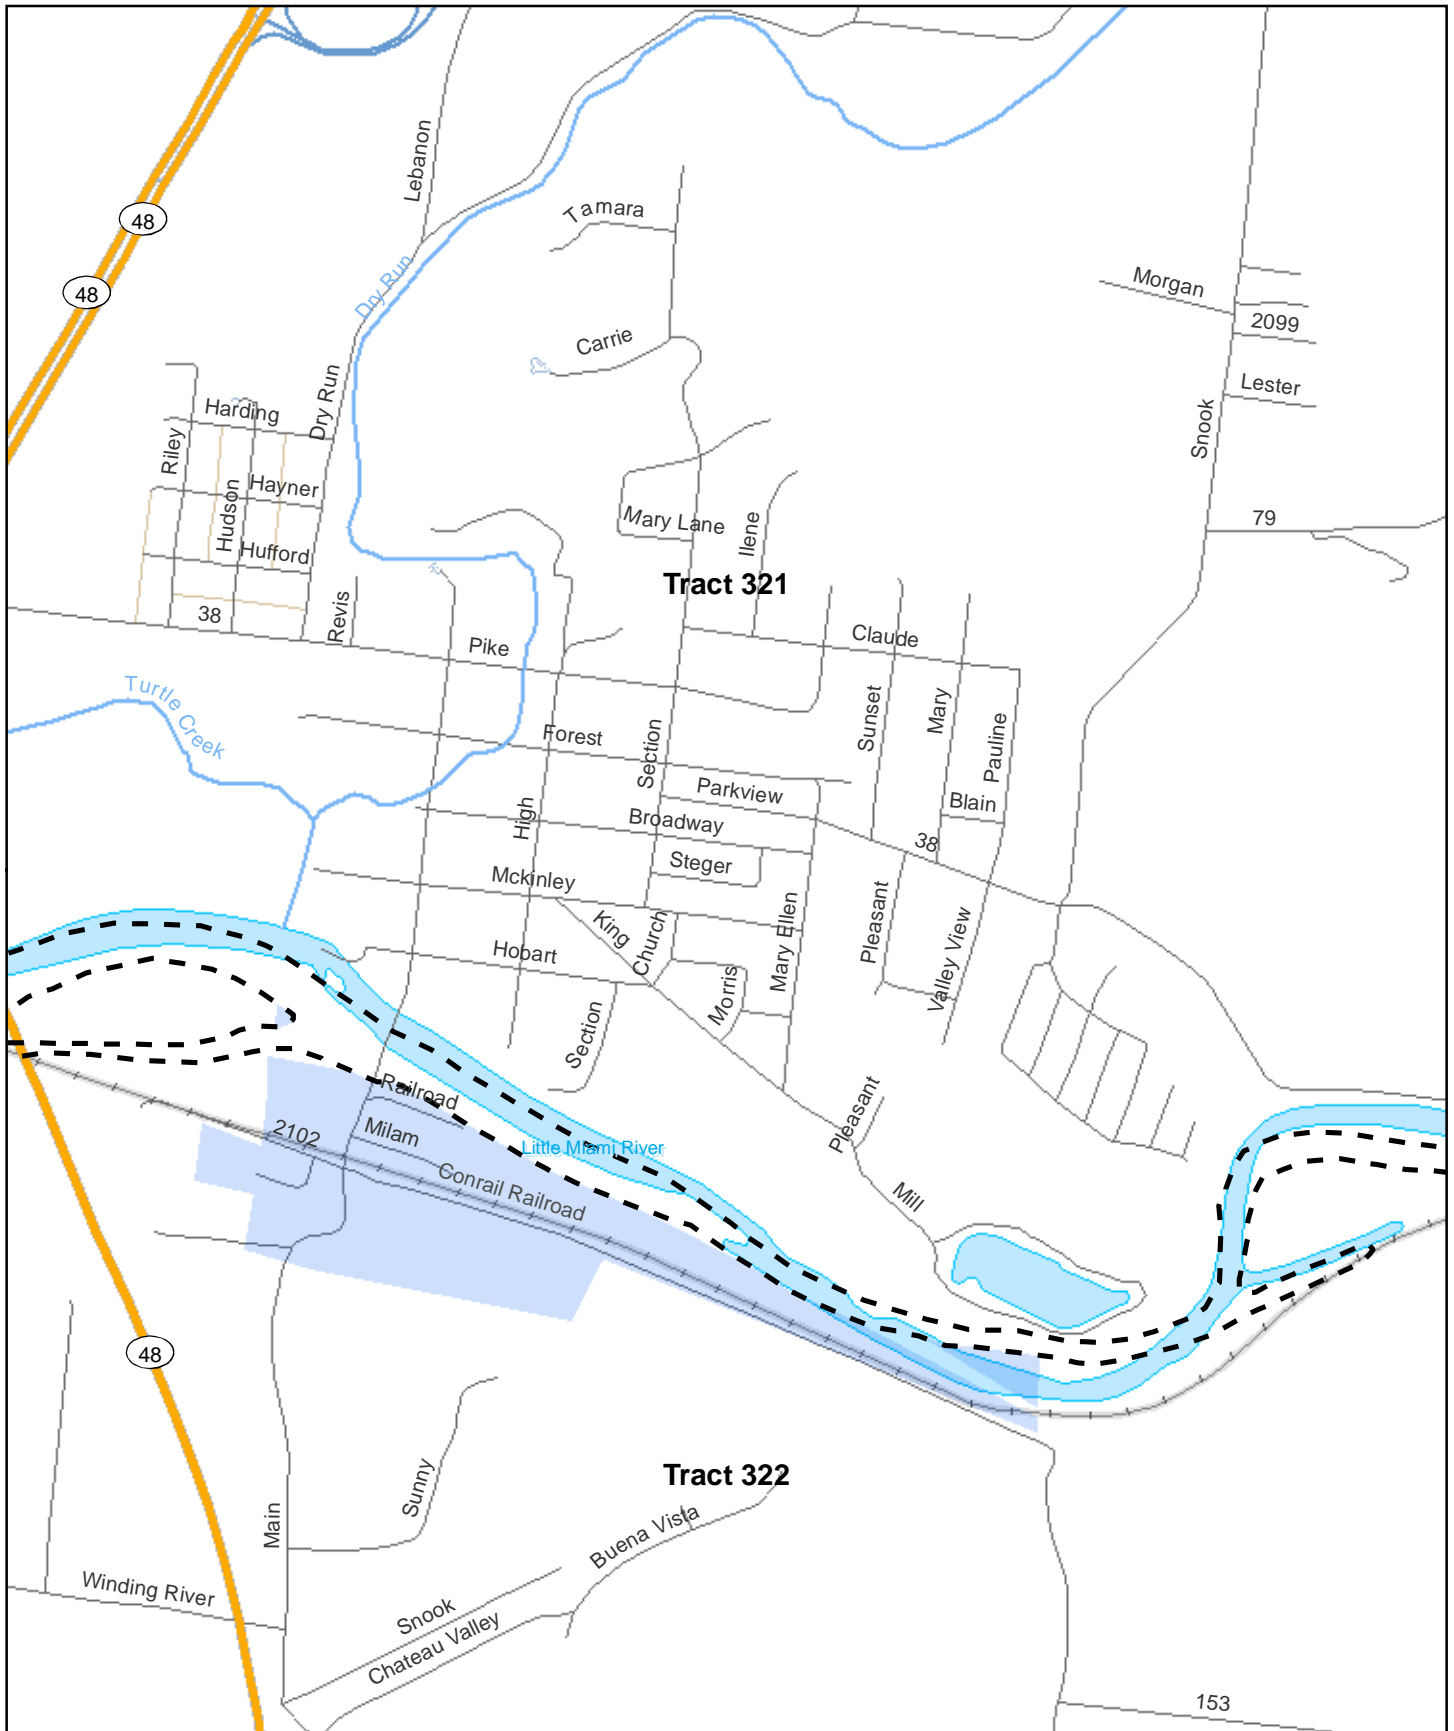 Lebanon
48
Tamara
Dry Run
Morgan
48
2099
Carrie
Lester
Dry Run
Harding
Snook
Riley
Hayner
Hudson
Mary Lane
Ilene
79
Hufford
Tract 321
38
Revis
Pike
Claude
Turtle Creek
Sunset
Mary
Pauline
Forest
Section
Parkview
Blain
High
Broadway
38
Steger
Mckinley
King
Church
Mary Ellen
Pleasant
Valley View
Hobart
Morris
Section
Railroad
Pleasant
2102
Milam
Little Miami River
Conrail Railroad
Mill
48
Tract 322
Sunny
Main
Buena Vista
Winding River
Snook
Chateau Valley
153